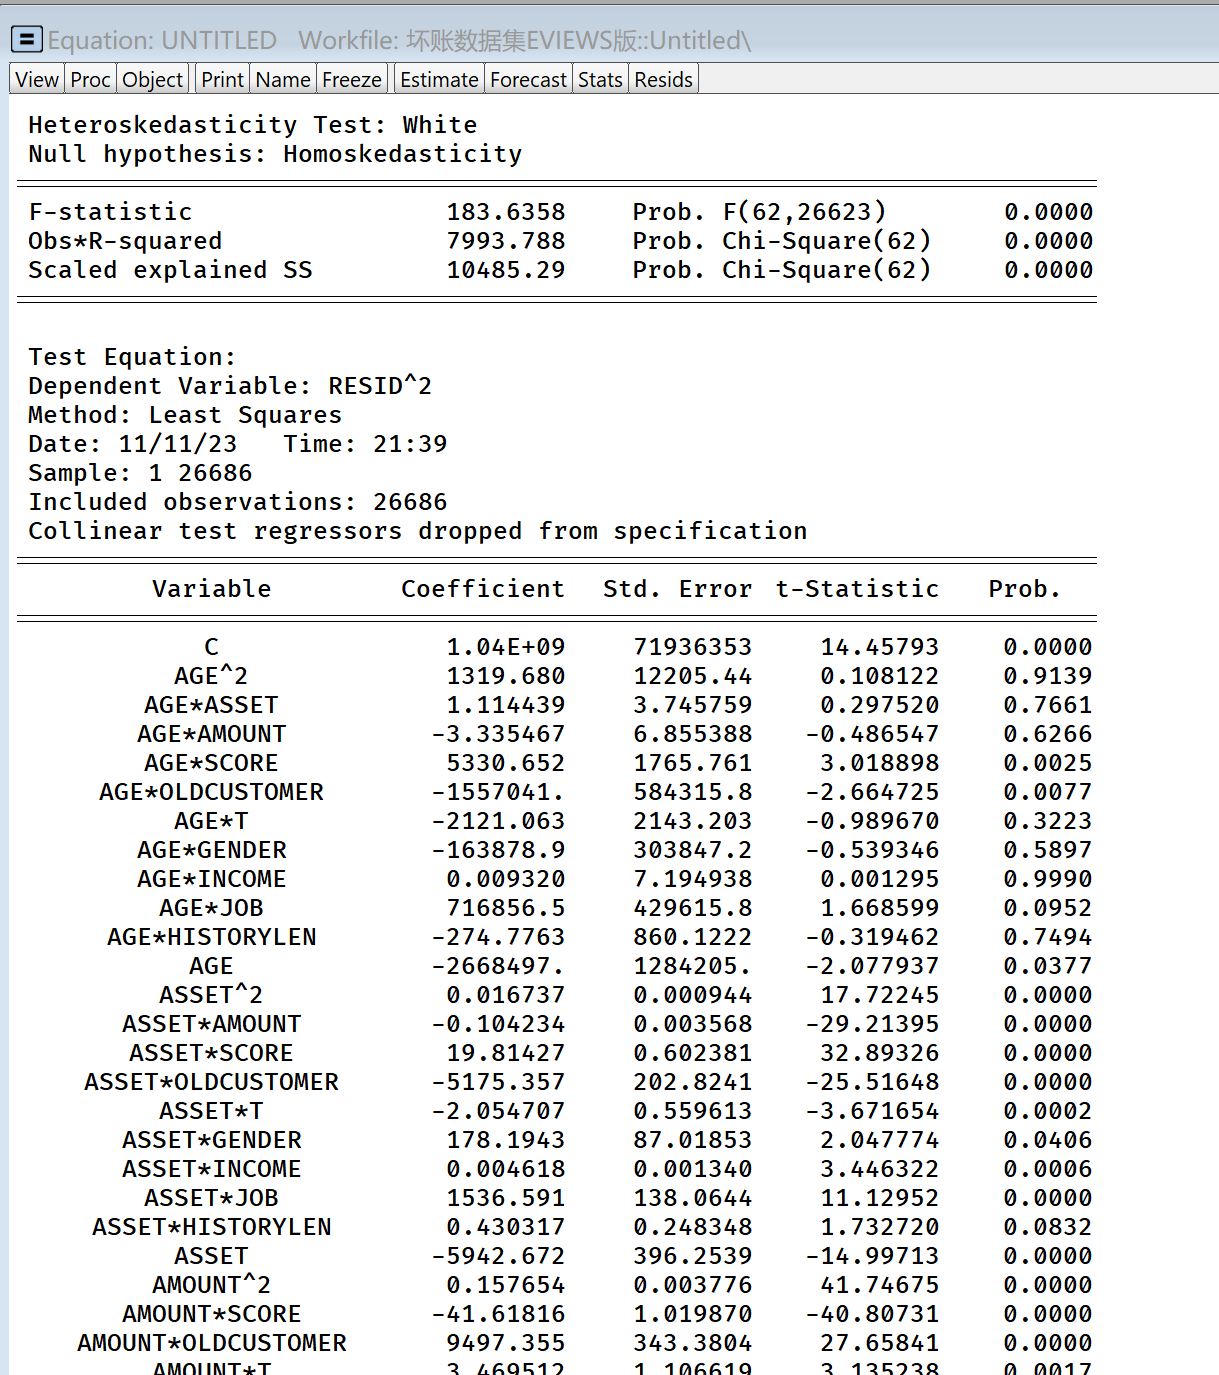 Equation: UNTITLED   Workfile: 坏账数据集EVIEWS版::Untitled\
View Proc Object Print Name Freeze Estimate Forecast Stats Resids
Heteroskedasticity Test: White
Null hypothesis: Homoskedasticity
F-statistic 183.6358 Prob. F(62,26623) 0.0000
Obs*R-squared 7993.788 Prob. Chi-Square(62) 0.0000
Scaled explained SS 10485.29 Prob. Chi-Square(62) 0.0000
Test Equation:
Dependent Variable: RESID^2
Method: Least Squares
Date: 11/11/23   Time: 21:39
Sample: 1 26686
Included observations: 26686
Collinear test regressors dropped from specification
Variable Coefficient Std. Error t-Statistic Prob.
C 1.04E+09 71936353 14.45793 0.0000
AGE^2 1319.680 12205.44 0.108122 0.9139
AGE*ASSET 1.114439 3.745759 0.297520 0.7661
AGE*AMOUNT -3.335467 6.855388 -0.486547 0.6266
AGE*SCORE 5330.652 1765.761 3.018898 0.0025
AGE*OLDCUSTOMER -1557041. 584315.8 -2.664725 0.0077
AGE*T -2121.063 2143.203 -0.989670 0.3223
AGE*GENDER -163878.9 303847.2 -0.539346 0.5897
AGE*INCOME 0.009320 7.194938 0.001295 0.9990
AGE*JOB 716856.5 429615.8 1.668599 0.0952
AGE*HISTORYLEN -274.7763 860.1222 -0.319462 0.7494
AGE -2668497. 1284205. -2.077937 0.0377
ASSET^2 0.016737 0.000944 17.72245 0.0000
ASSET*AMOUNT -0.104234 0.003568 -29.21395 0.0000
ASSET*SCORE 19.81427 0.602381 32.89326 0.0000
ASSET*OLDCUSTOMER -5175.357 202.8241 -25.51648 0.0000
ASSET*T -2.054707 0.559613 -3.671654 0.0002
ASSET*GENDER 178.1943 87.01853 2.047774 0.0406
ASSET*INCOME 0.004618 0.001340 3.446322 0.0006
ASSET*JOB 1536.591 138.0644 11.12952 0.0000
ASSET*HISTORYLEN 0.430317 0.248348 1.732720 0.0832
ASSET -5942.672 396.2539 -14.99713 0.0000
AMOUNT^2 0.157654 0.003776 41.74675 0.0000
AMOUNT*SCORE -41.61816 1.019870 -40.80731 0.0000
AMOUNT*OLDCUSTOMER 9497.355 343.3804 27.65841 0.0000
AMOUNT*T 3.469512 1.106619 3.135238 0.0017